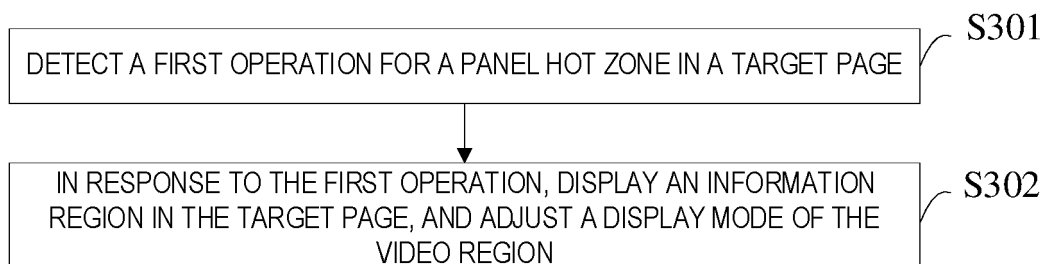 S301
DETECT A FIRST OPERATION FOR A PANEL HOT ZONE IN A TARGET PAGE
S302
IN RESPONSE TO THE FIRST OPERATION, DISPLAY AN INFORMATION
REGION IN THE TARGET PAGE, AND ADJUST A DISPLAY MODE OF THE
VIDEO REGION